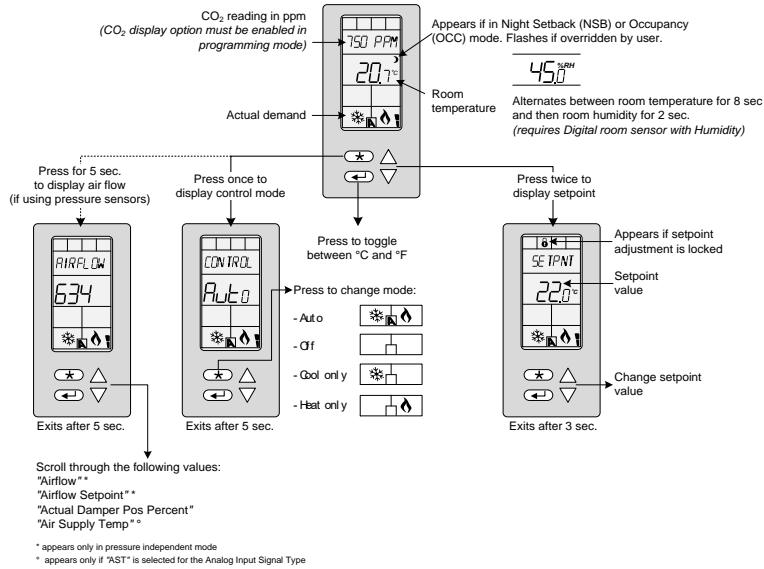 CO₂ reading in ppm
(CO₂ display option must be enabled in
programming mode)
750 PPM
20.7°C
Actual demand
A
Appears if in Night Setback (NSB) or Occupancy
(OCC) mode. Flashes if overridden by user.
Room
temperature
45.0 %RH
Alternates between room temperature for 8 sec
and then room humidity for 2 sec.
(requires Digital room sensor with Humidity)
Press for 5 sec.
to display air flow
(if using pressure sensors)
Press once to
display control mode
Press to toggle
between °C and °F
Press twice to
display setpoint
AIRFLOW
634
A
Exits after 5 sec.
CONTROL
Auto
A
Exits after 5 sec.
Press to change mode:
- Auto
A
- Off
- Cool only
- Heat only
SETPNT
22.0°C
A
Exits after 3 sec.
Appears if setpoint
adjustment is locked
Setpoint
value
Change setpoint
value
Scroll through the following values:
"Airflow" *
"Airflow Setpoint" *
"Actual Damper Pos Percent"
"Air Supply Temp" °
* appears only in pressure independent mode
° appears only if "AST" is selected for the Analog Input Signal Type